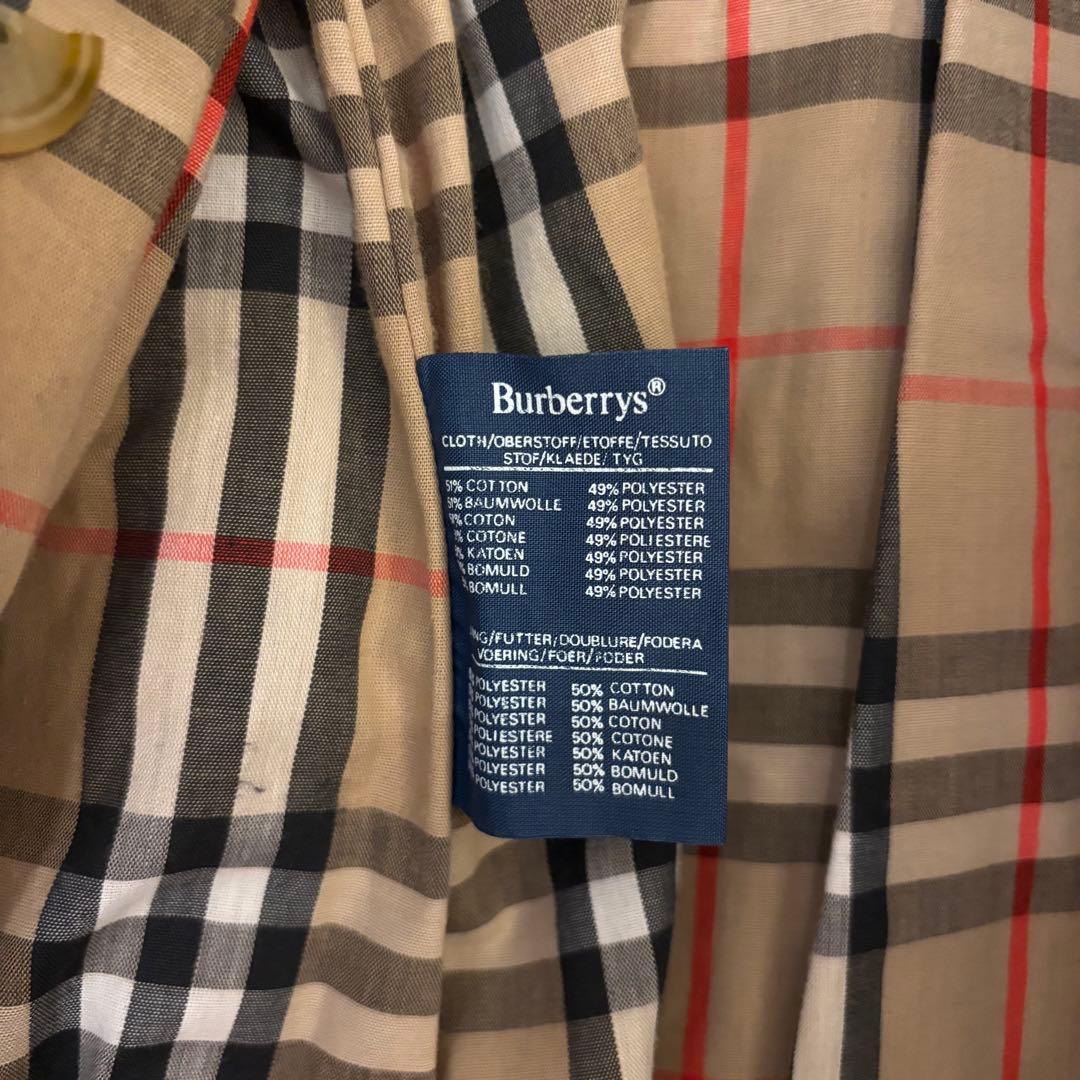 Burberrys®
CLOTH/OBERSTOFF/ETOFFE/TESSUTO
STOF/KLAEDE/TYG
51% COTTON 49% POLYESTER
51% BAUMWOLLE 49% POLYESTER
% COTON 49% POLYESTER
% COTONE 49% POLIESTERE
% KATOEN 49% POLYESTER
% BOMULD 49% POLYESTER
BOMULL 49% POLYESTER
/FUTTER/DOUBLURE/FODERA
VOERING/FOER/FODER
POLYESTER 50% COTTON
POLYESTER 50% BAUMWOLLE
POLYESTER 50% COTON
POLIESTERE 50% COTONE
POLYESTER 50% KATOEN
POLYESTER 50% BOMULD
POLYESTER 50% BOMULL